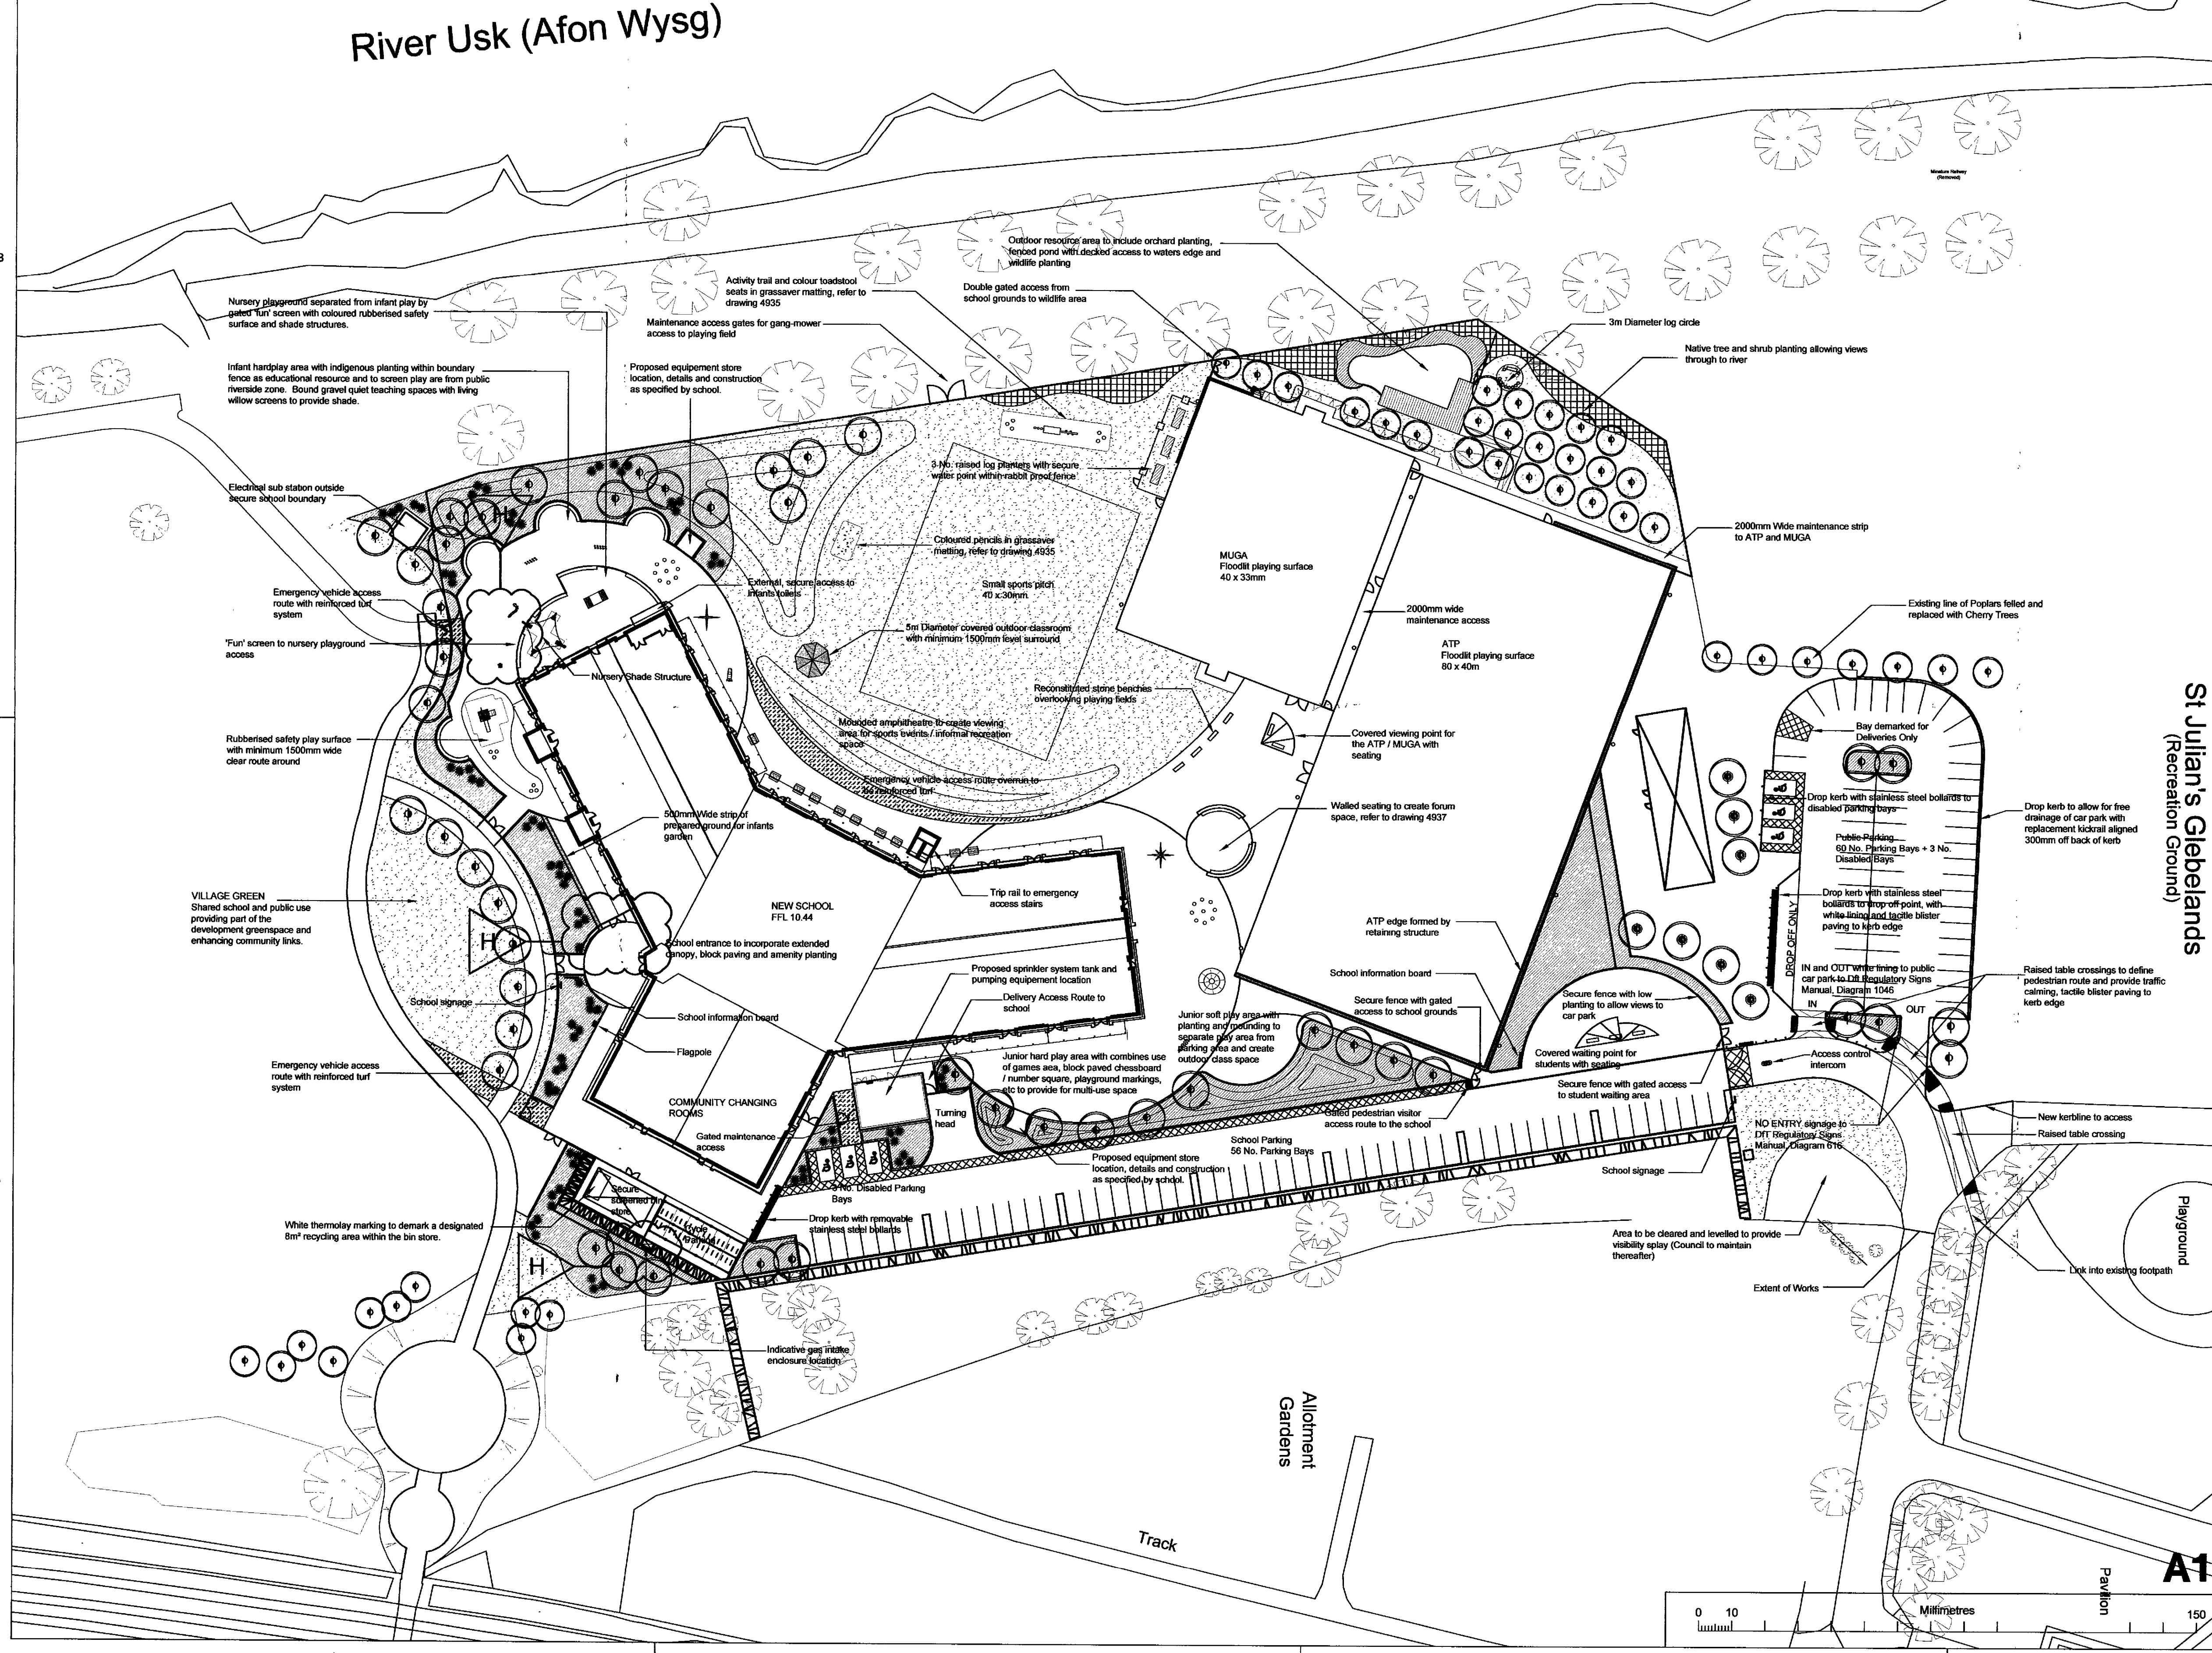 River Usk (Afon Wysg)
Miniature Railway
(Removed)
Outdoor resource area to include orchard planting,
fenced pond with decked access to waters edge and
wildlife planting
Activity trail and colour toadstool
seats in grassaver matting, refer to
drawing 4935
Double gated access from
school grounds to wildlife area
Nursery playground separated from infant play by
gated 'fun' screen with coloured rubberised safety
surface and shade structures.
Maintenance access gates for gang-mower
access to playing field
3m Diameter log circle
Native tree and shrub planting allowing views
through to river
Infant hardplay area with indigenous planting within boundary
fence as educational resource and to screen play are from public
riverside zone. Bound gravel quiet teaching spaces with living
willow screens to provide shade.
Proposed equipement store
location, details and construction
as specified by school.
3 No. raised log planters with secure
water point within rabbit proof fence
Electrical sub station outside
secure school boundary
H
2000mm Wide maintenance strip
to ATP and MUGA
Coloured pencils in grassaver
matting, refer to drawing 4935
MUGA
Floodlit playing surface
40 x 33mm
External, secure access to
Infants toilets
Small sports pitch
40 x 30mm
Emergency vehicle access
route with reinforced turf
system
2000mm wide
maintenance access
Existing line of Poplars felled and
replaced with Cherry Trees
5m Diameter covered outdoor classroom
with minimum 1500mm level surround
'Fun' screen to nursery playground
access
ATP
Floodlit playing surface
80 x 40m
Nursery Shade Structure
Reconstituted stone benches
overlooking playing fields
Mounded amphitheatre to create viewing
area for sports events / informal recreation
space
Bay demarked for
Deliveries Only
Rubberised safety play surface
with minimum 1500mm wide
clear route around
Covered viewing point for
the ATP / MUGA with
seating
St Julian's Glebelands
(Recreation Ground)
Emergency vehicle access route overrun to
be reinforced turf
Drop kerb with stainless steel bollards to
disabled parking bays
Walled seating to create forum
space, refer to drawing 4937
Drop kerb to allow for free
drainage of car park with
replacement kickrail aligned
300mm off back of kerb
500mm Wide strip of
prepared ground for infants
garden
Public Parking
60 No. Parking Bays + 3 No.
Disabled Bays
VILLAGE GREEN
Shared school and public use
providing part of the
development greenspace and
enhancing community links.
Trip rail to emergency
access stairs
NEW SCHOOL
FFL 10.44
Drop kerb with stainless steel
bollards to drop off point, with
white lining and tactile blister
paving to kerb edge
DROP OFF ONLY
ATP edge formed by
retaining structure
H
School entrance to incorporate extended
canopy, block paving and amenity planting
Proposed sprinkler system tank and
pumping equipement location
School information board
IN and OUT white lining to public
car park to Dft Regulatory Signs
Manual, Diagram 1046
Raised table crossings to define
pedestrian route and provide traffic
calming, tactile blister paving to
kerb edge
School signage
Delivery Access Route to
school
Secure fence with gated
access to school grounds
Secure fence with low
planting to allow views to
car park
IN
OUT
School information board
Junior soft play area with
planting and mounding to
separate play area from
parking area and create
outdoor class space
Flagpole
Junior hard play area with combines use
of games aea, block paved chessboard
/ number square, playground markings,
etc to provide for multi-use space
Covered waiting point for
students with seating
Access control
intercom
Emergency vehicle access
route with reinforced turf
system
Secure fence with gated access
to student waiting area
COMMUNITY CHANGING
ROOMS
Turning
head
Gated pedestrian visitor
access route to the school
NO ENTRY signage to
DfT Regulatory Signs
Manual, Diagram 616
New kerbline to access
Raised table crossing
Gated maintenance
access
School Parking
56 No. Parking Bays
Proposed equipment store
location, details and construction
as specified by school.
School signage
3 No. Disabled Parking
Bays
Secure
screened bin
store
Cycle
White thermolay marking to demark a designated
8m² recycling area within the bin store.
Drop kerb with removable
stainless steel bollards
Area to be cleared and levelled to provide
visibility splay (Council to maintain
thereafter)
Playground
H
Link into existing footpath
Extent of Works
Indicative gas intake
enclosure location
Allotment
Gardens
Track
Pavilion
A1
0 10 Millimetres 150